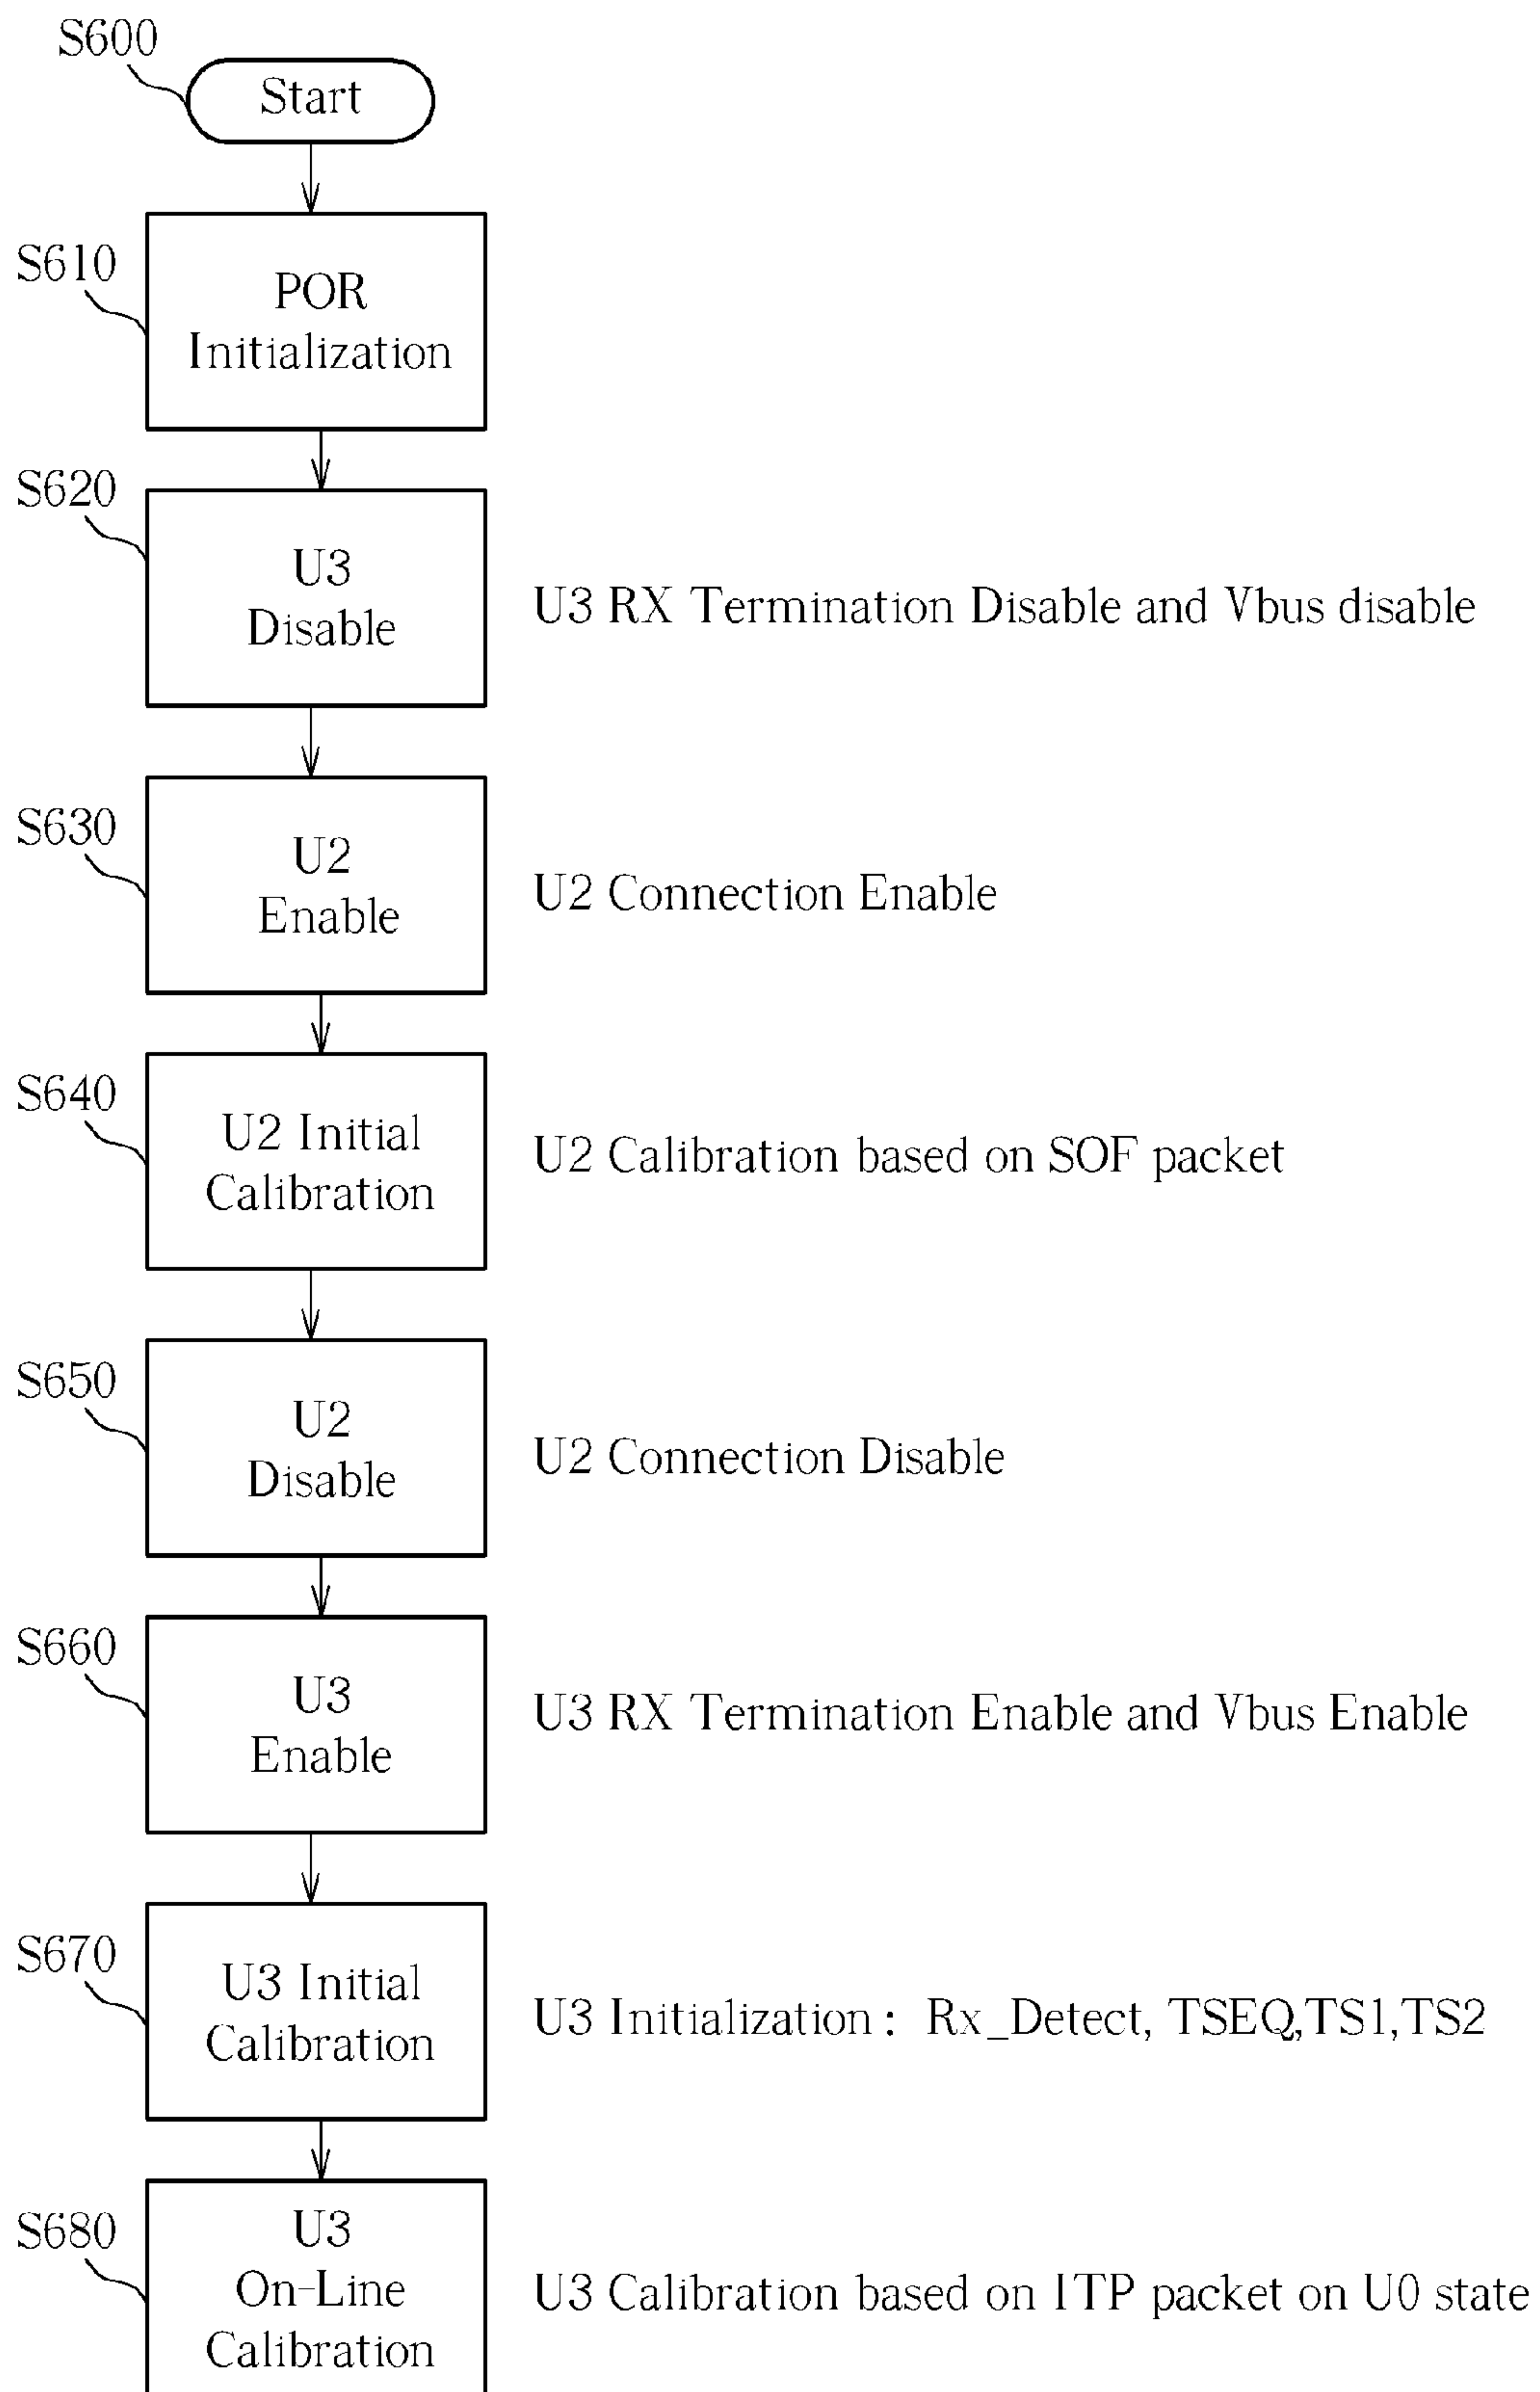 S600
Start
S610
POR
Initialization
S620
U3
Disable
U3 RX Termination Disable and Vbus disable
S630
U2
Enable
U2 Connection Enable
S640
U2 Initial
Calibration
U2 Calibration based on SOF packet
S650
U2
Disable
U2 Connection Disable
S660
U3
Enable
U3 RX Termination Enable and Vbus Enable
S670
U3 Initial
Calibration
U3 Initialization : Rx_Detect, TSEQ,TS1,TS2
S680
U3
On-Line
Calibration
U3 Calibration based on ITP packet on U0 state